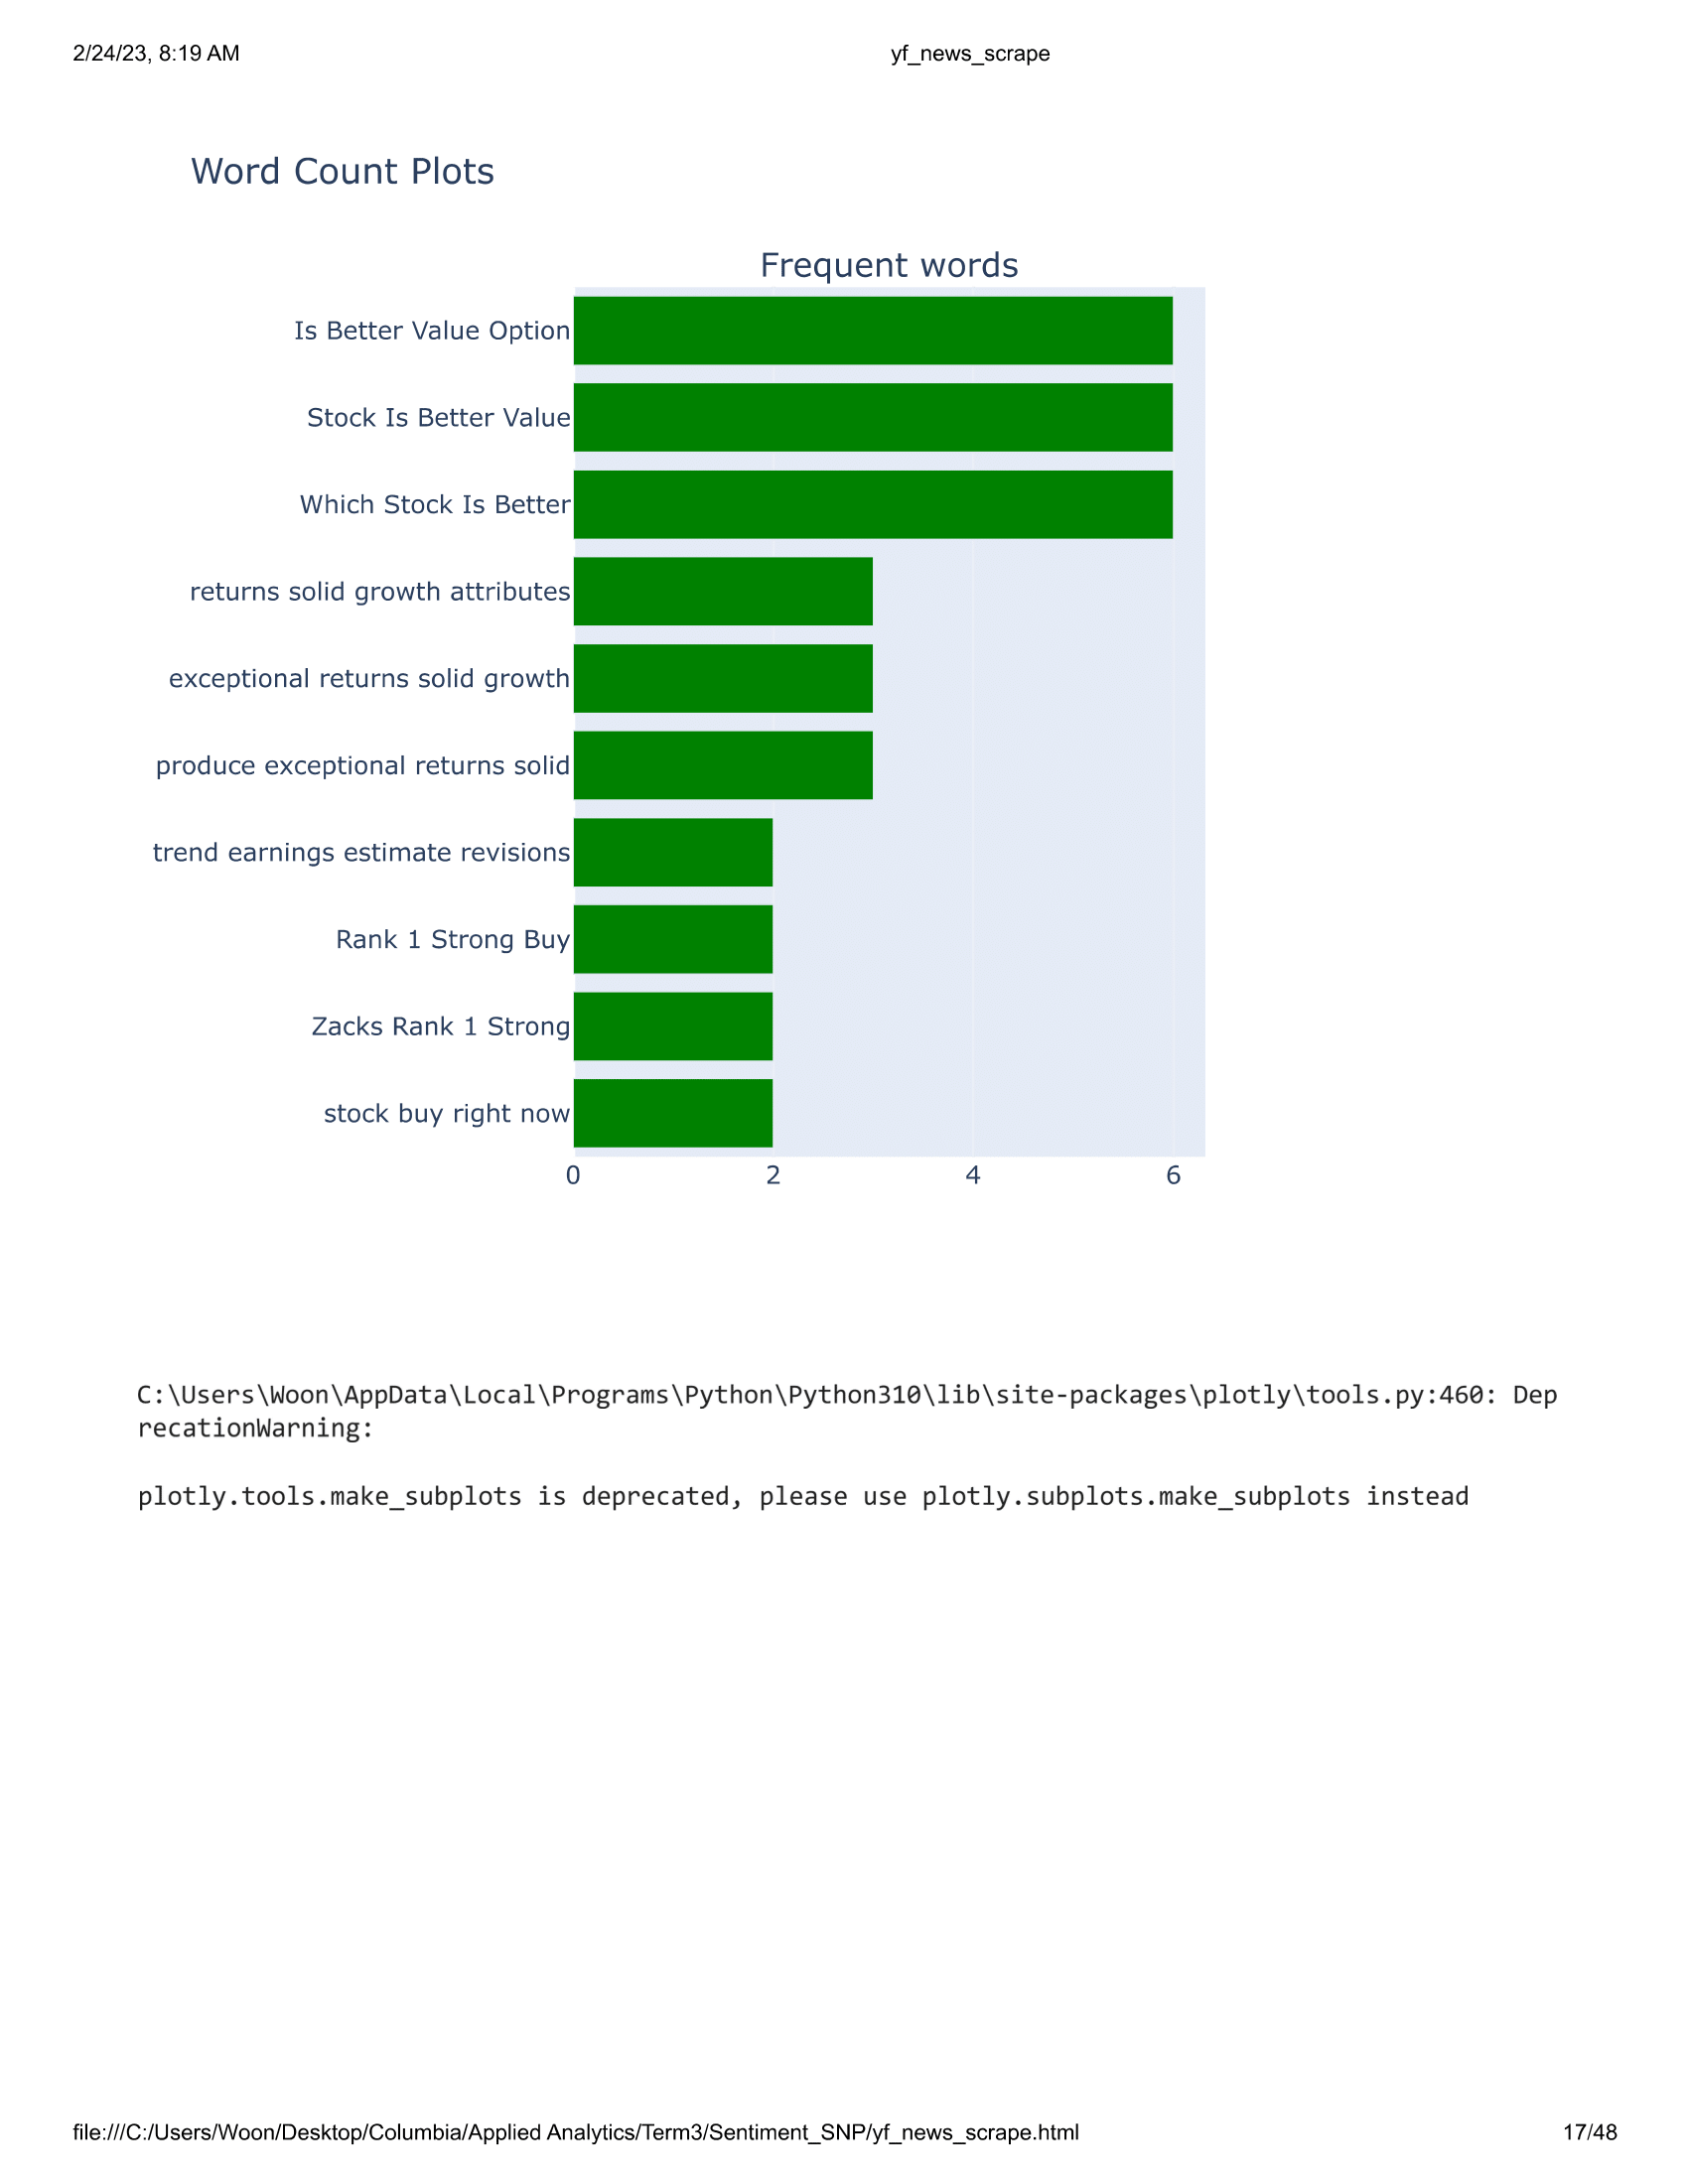 2/24/23, 8:19 AM
yf_news_scrape
Word Count Plots
Frequent words
Is Better Value Option
Stock Is Better Value
Which Stock Is Better
returns solid growth attributes
exceptional returns solid growth
produce exceptional returns solid
trend earnings estimate revisions
Rank 1 Strong Buy
Zacks Rank 1 Strong
stock buy right now
0 2 4 6
C:\Users\Woon\AppData\Local\Programs\Python\Python310\lib\site-packages\plotly\tools.py:460: Dep
recationWarning:
plotly.tools.make_subplots is deprecated, please use plotly.subplots.make_subplots instead
file:///C:/Users/Woon/Desktop/Columbia/Applied Analytics/Term3/Sentiment_SNP/yf_news_scrape.html
17/48